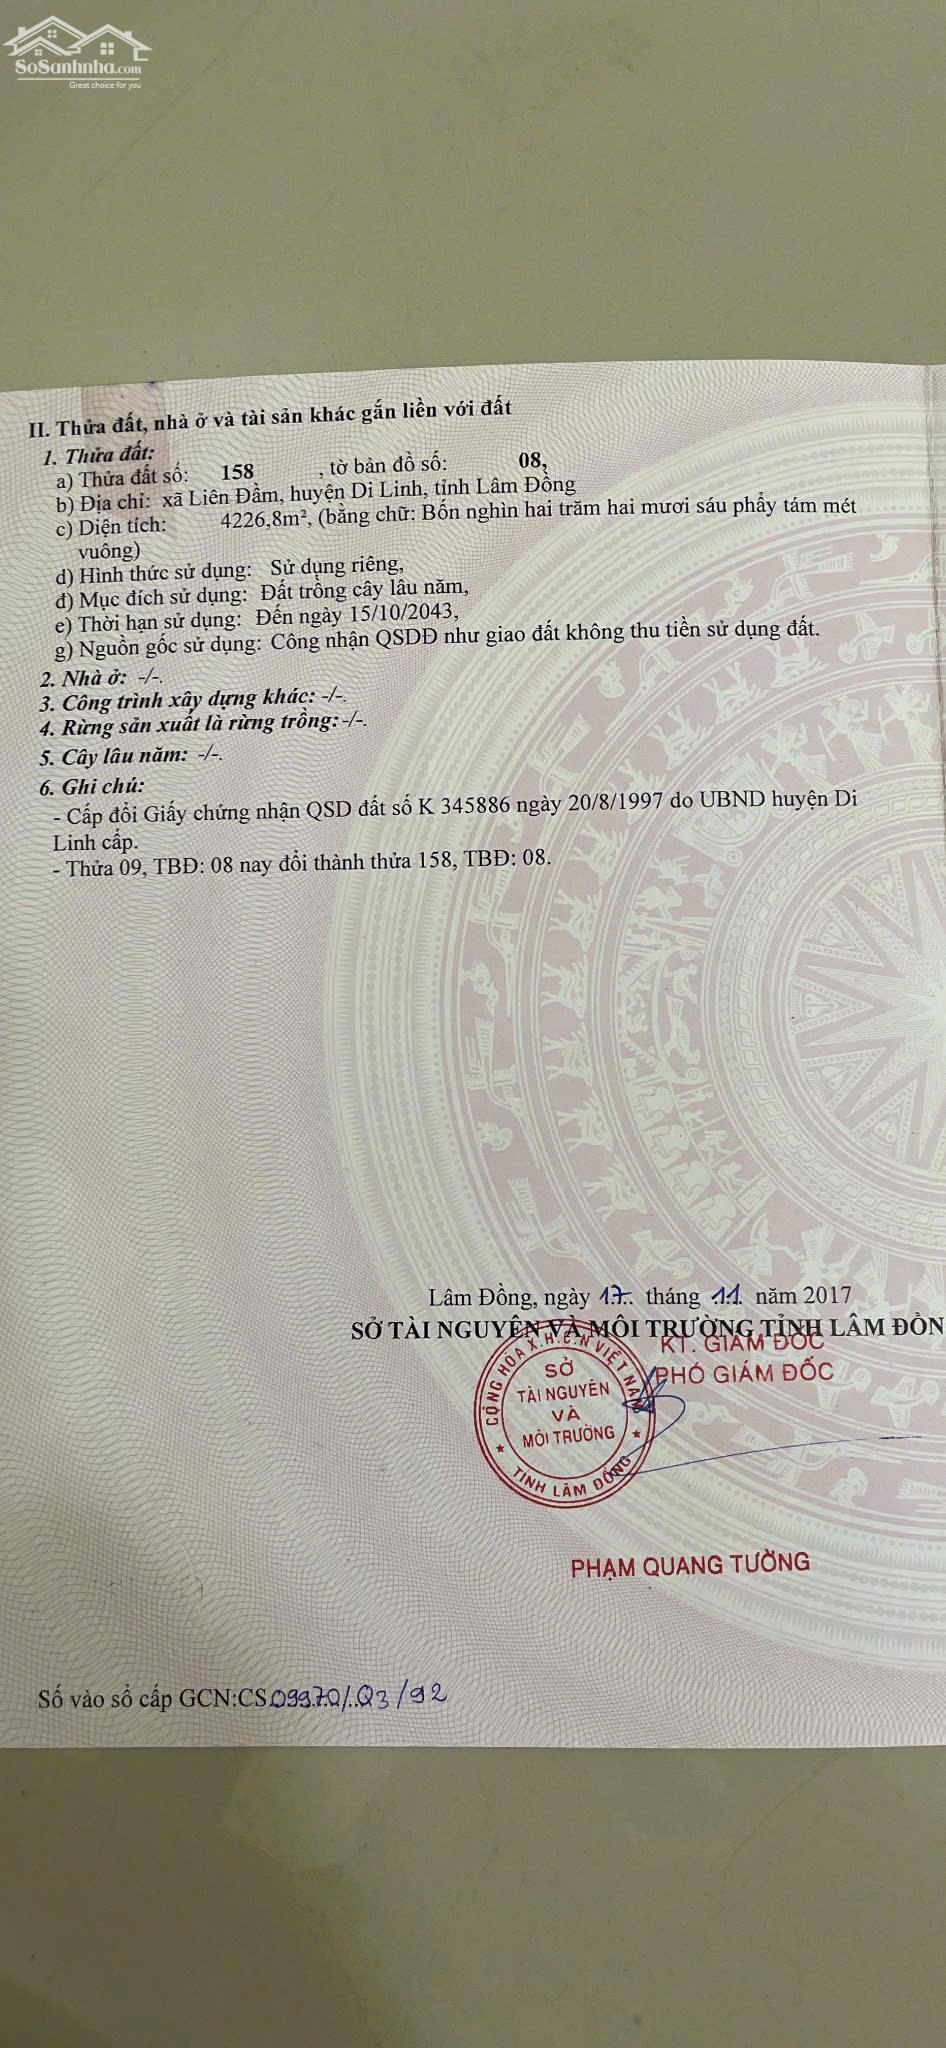 SoSanhnha.com
Great choice for you
II. Thửa đất, nhà ở và tài sản khác gắn liền với đất
1. Thửa đất:
a) Thửa đất số: 158 , tờ bản đồ số: 08,
b) Địa chỉ: xã Liên Đầm, huyện Di Linh, tỉnh Lâm Đồng
c) Diện tích: 4226,8m², (bằng chữ: Bốn nghìn hai trăm hai mươi sáu phẩy tám mét
vuông)
d) Hình thức sử dụng: Sử dụng riêng,
đ) Mục đích sử dụng: Đất trồng cây lâu năm,
e) Thời hạn sử dụng: Đến ngày 15/10/2043,
g) Nguồn gốc sử dụng: Công nhận QSDĐ như giao đất không thu tiền sử dụng đất.
2. Nhà ở: -/-.
3. Công trình xây dựng khác: -/-.
4. Rừng sản xuất là rừng trồng: -/-.
5. Cây lâu năm: -/-.
6. Ghi chú:
- Cấp đổi Giấy chứng nhận QSD đất số K 345886 ngày 20/8/1997 do UBND huyện Di
Linh cấp.
- Thửa 09, TBĐ: 08 nay đổi thành thửa 158, TBĐ: 08.
Lâm Đồng, ngày 17 tháng 11 năm 2017
SỞ TÀI NGUYÊN VÀ MÔI TRƯỜNG TỈNH LÂM ĐỒN
KT. GIÁM ĐỐC
PHÓ GIÁM ĐỐC
CỘNG HÒA X.H.C.N VIỆT NAM
SỞ
TÀI NGUYÊN
VÀ
MÔI TRƯỜNG
TỈNH LÂM ĐỒNG
PHẠM QUANG TƯỜNG
Số vào sổ cấp GCN:CS09970/Q3/92